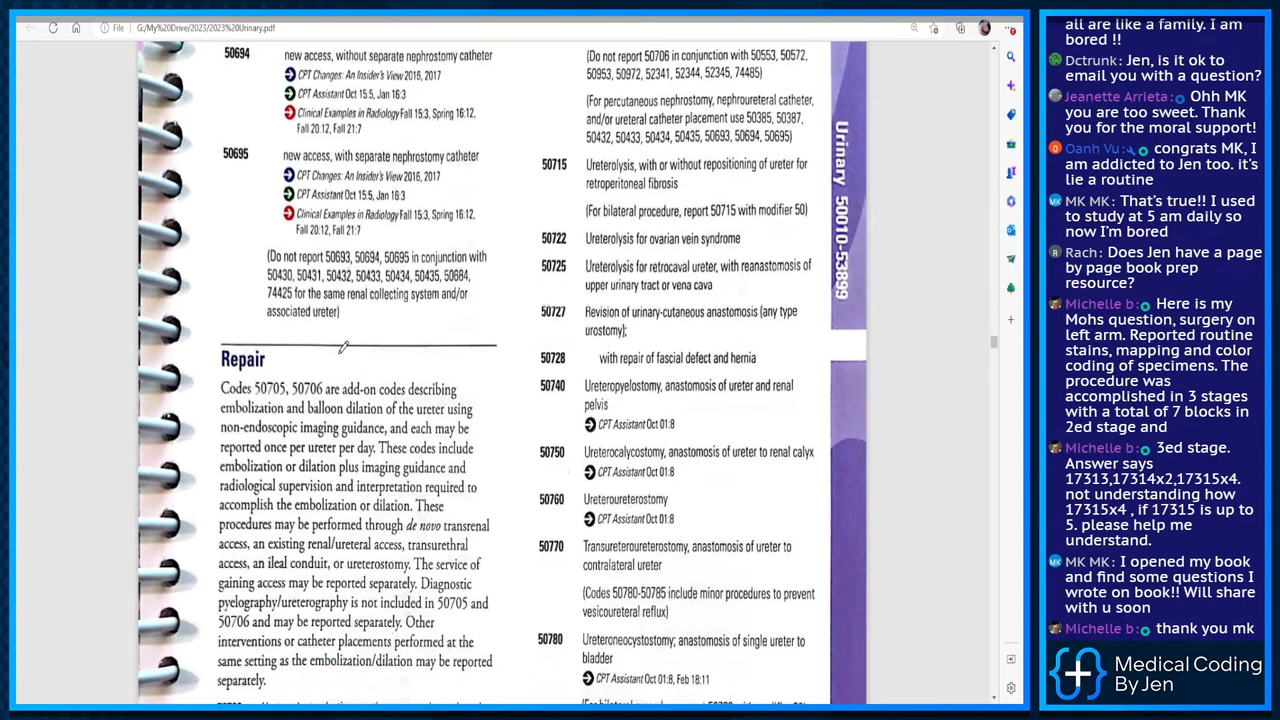 File
G:/My%20Drive/2023/2023%20Urinary.pdf
50694
new access, without separate nephrostomy catheter
CPT Changes: An Insider's View 2016, 2017
CPT Assistant Oct 15:5, Jan 16:3
Clinical Examples in Radiology Fall 15:3, Spring 16:12,
Fall 20:12, Fall 21:7
50695
new access, with separate nephrostomy catheter
CPT Changes: An Insider's View 2016, 2017
CPT Assistant Oct 15:5, Jan 16:3
Clinical Examples in Radiology Fall 15:3, Spring 16:12,
Fall 20:12, Fall 21:7
(Do not report 50693, 50694, 50695 in conjunction with
50430, 50431, 50432, 50433, 50434, 50435, 50684,
74425 for the same renal collecting system and/or
associated ureter)
Repair
Codes 50705, 50706 are add-on codes describing
embolization and balloon dilation of the ureter using
non-endoscopic imaging guidance, and each may be
reported once per ureter per day. These codes include
embolization or dilation plus imaging guidance and
radiological supervision and interpretation required to
accomplish the embolization or dilation. These
procedures may be performed through de novo transrenal
access, an existing renal/ureteral access, transurethral
access, an ileal conduit, or ureterostomy. The service of
gaining access may be reported separately. Diagnostic
pyelography/ureterography is not included in 50705 and
50706 and may be reported separately. Other
interventions or catheter placements performed at the
same setting as the embolization/dilation may be reported
separately.
(Do not report 50706 in conjunction with 50553, 50572,
50953, 50972, 52341, 52344, 52345, 74485)
(For percutaneous nephrostomy, nephroureteral catheter,
and/or ureteral catheter placement use 50385, 50387,
50432, 50433, 50434, 50435, 50693, 50694, 50695)
50715
Ureterolysis, with or without repositioning of ureter for
retroperitoneal fibrosis
(For bilateral procedure, report 50715 with modifier 50)
50722
Ureterolysis for ovarian vein syndrome
50725
Ureterolysis for retrocaval ureter, with reanastomosis of
upper urinary tract or vena cava
50727
Revision of urinary-cutaneous anastomosis (any type
urostomy);
50728
with repair of fascial defect and hernia
50740
Ureteropyelostomy, anastomosis of ureter and renal
pelvis
CPT Assistant Oct 01:8
50750
Ureterocalycostomy, anastomosis of ureter to renal calyx
CPT Assistant Oct 01:8
50760
Ureteroureterostomy
CPT Assistant Oct 01:8
50770
Transureteroureterostomy, anastomosis of ureter to
contralateral ureter
(Codes 50780-50785 include minor procedures to prevent
vesicoureteral reflux)
50780
Ureteroneocystostomy; anastomosis of single ureter to
bladder
CPT Assistant Oct 01:8, Feb 18:11
Urinary 50010-53899
all are like a family. I am
bored !!
Dctrunk: Jen, is it ok to
email you with a question?
Jeanette Arrieta: Ohh MK
you are too sweet. Thank
you for the moral support!
Oanh Vu: congrats MK, I
am addicted to Jen too. it's
lie a routine
MK MK: That's true!! I used
to study at 5 am daily so
now I'm bored
Rach: Does Jen have a page
by page book prep
resource?
Michelle b: Here is my
Mohs question, surgery on
left arm. Reported routine
stains, mapping and color
coding of specimens. The
procedure was
accomplished in 3 stages
with a total of 7 blocks in
2ed stage and
Michelle b: 3ed stage.
Answer says
17313,17314x2,17315x4.
not understanding how
17315x4 , if 17315 is up to
5. please help me
understand.
MK MK: I opened my book
and find some questions I
wrote on book!! Will share
with u soon
Michelle b: thank you mk
Medical Coding
By Jen